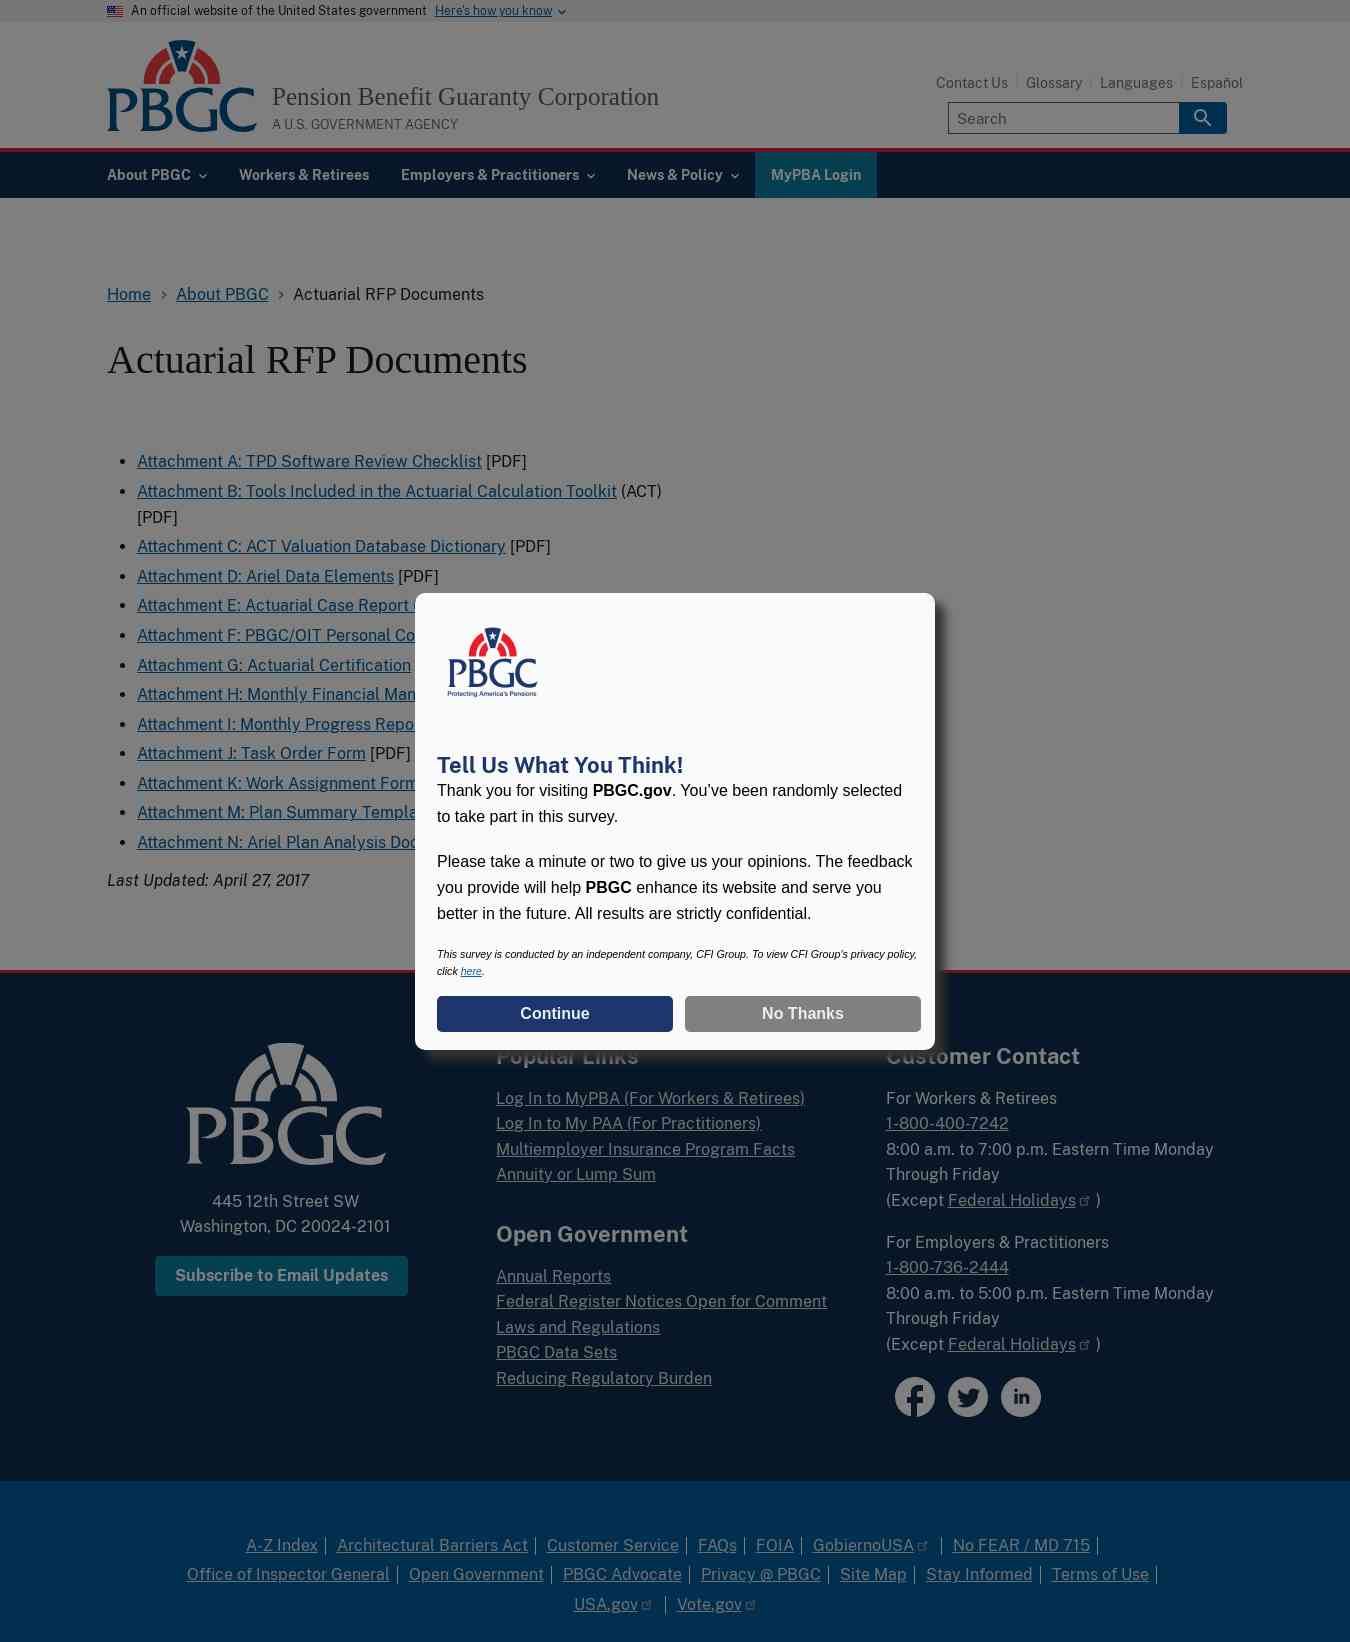 An official website of the United States government Here's how you know
PBGC
Pension Benefit Guaranty Corporation
A U.S. GOVERNMENT AGENCY
Contact Us Glossary Languages Español
Search
About PBGC Workers & Retirees Employers & Practitioners News & Policy MyPBA Login
Home About PBGC Actuarial RFP Documents
Actuarial RFP Documents
Attachment A: TPD Software Review Checklist [PDF]
Attachment B: Tools Included in the Actuarial Calculation Toolkit (ACT)
[PDF]
Attachment C: ACT Valuation Database Dictionary [PDF]
Attachment D: Ariel Data Elements [PDF]
Attachment E: Actuarial Case Report
Attachment F: PBGC/OIT Personal
Attachment G: Actuarial Certification
Attachment H: Monthly Financial
Attachment I: Monthly Progress
Attachment J: Task Order Form [PDF]
Attachment K: Work Assignment Form
Attachment M: Plan Summary
Attachment N: Ariel Plan Analysis
Last Updated: April 27, 2017
PBGC
Protecting America's Pensions
Tell Us What You Think!
Thank you for visiting PBGC.gov. You’ve been randomly selected
to take part in this survey.
Please take a minute or two to give us your opinions. The feedback
you provide will help PBGC enhance its website and serve you
better in the future. All results are strictly confidential.
This survey is conducted by an independent company, CFI Group. To view CFI Group's privacy policy,
click here.
Continue No Thanks
PBGC
445 12th Street SW
Washington, DC 20024-2101
Subscribe to Email Updates
Popular Links
Log In to MyPBA (For Workers & Retirees)
Log In to My PAA (For Practitioners)
Multiemployer Insurance Program Facts
Annuity or Lump Sum
Open Government
Annual Reports
Federal Register Notices Open for Comment
Laws and Regulations
PBGC Data Sets
Reducing Regulatory Burden
Customer Contact
For Workers & Retirees
1-800-400-7242
8:00 a.m. to 7:00 p.m. Eastern Time Monday
Through Friday
(Except Federal Holidays )
For Employers & Practitioners
1-800-736-2444
8:00 a.m. to 5:00 p.m. Eastern Time Monday
Through Friday
(Except Federal Holidays )
A-Z Index Architectural Barriers Act Customer Service FAQs FOIA GobiernoUSA No FEAR / MD 715
Office of Inspector General Open Government PBGC Advocate Privacy @ PBGC Site Map Stay Informed Terms of Use
USA.gov Vote.gov